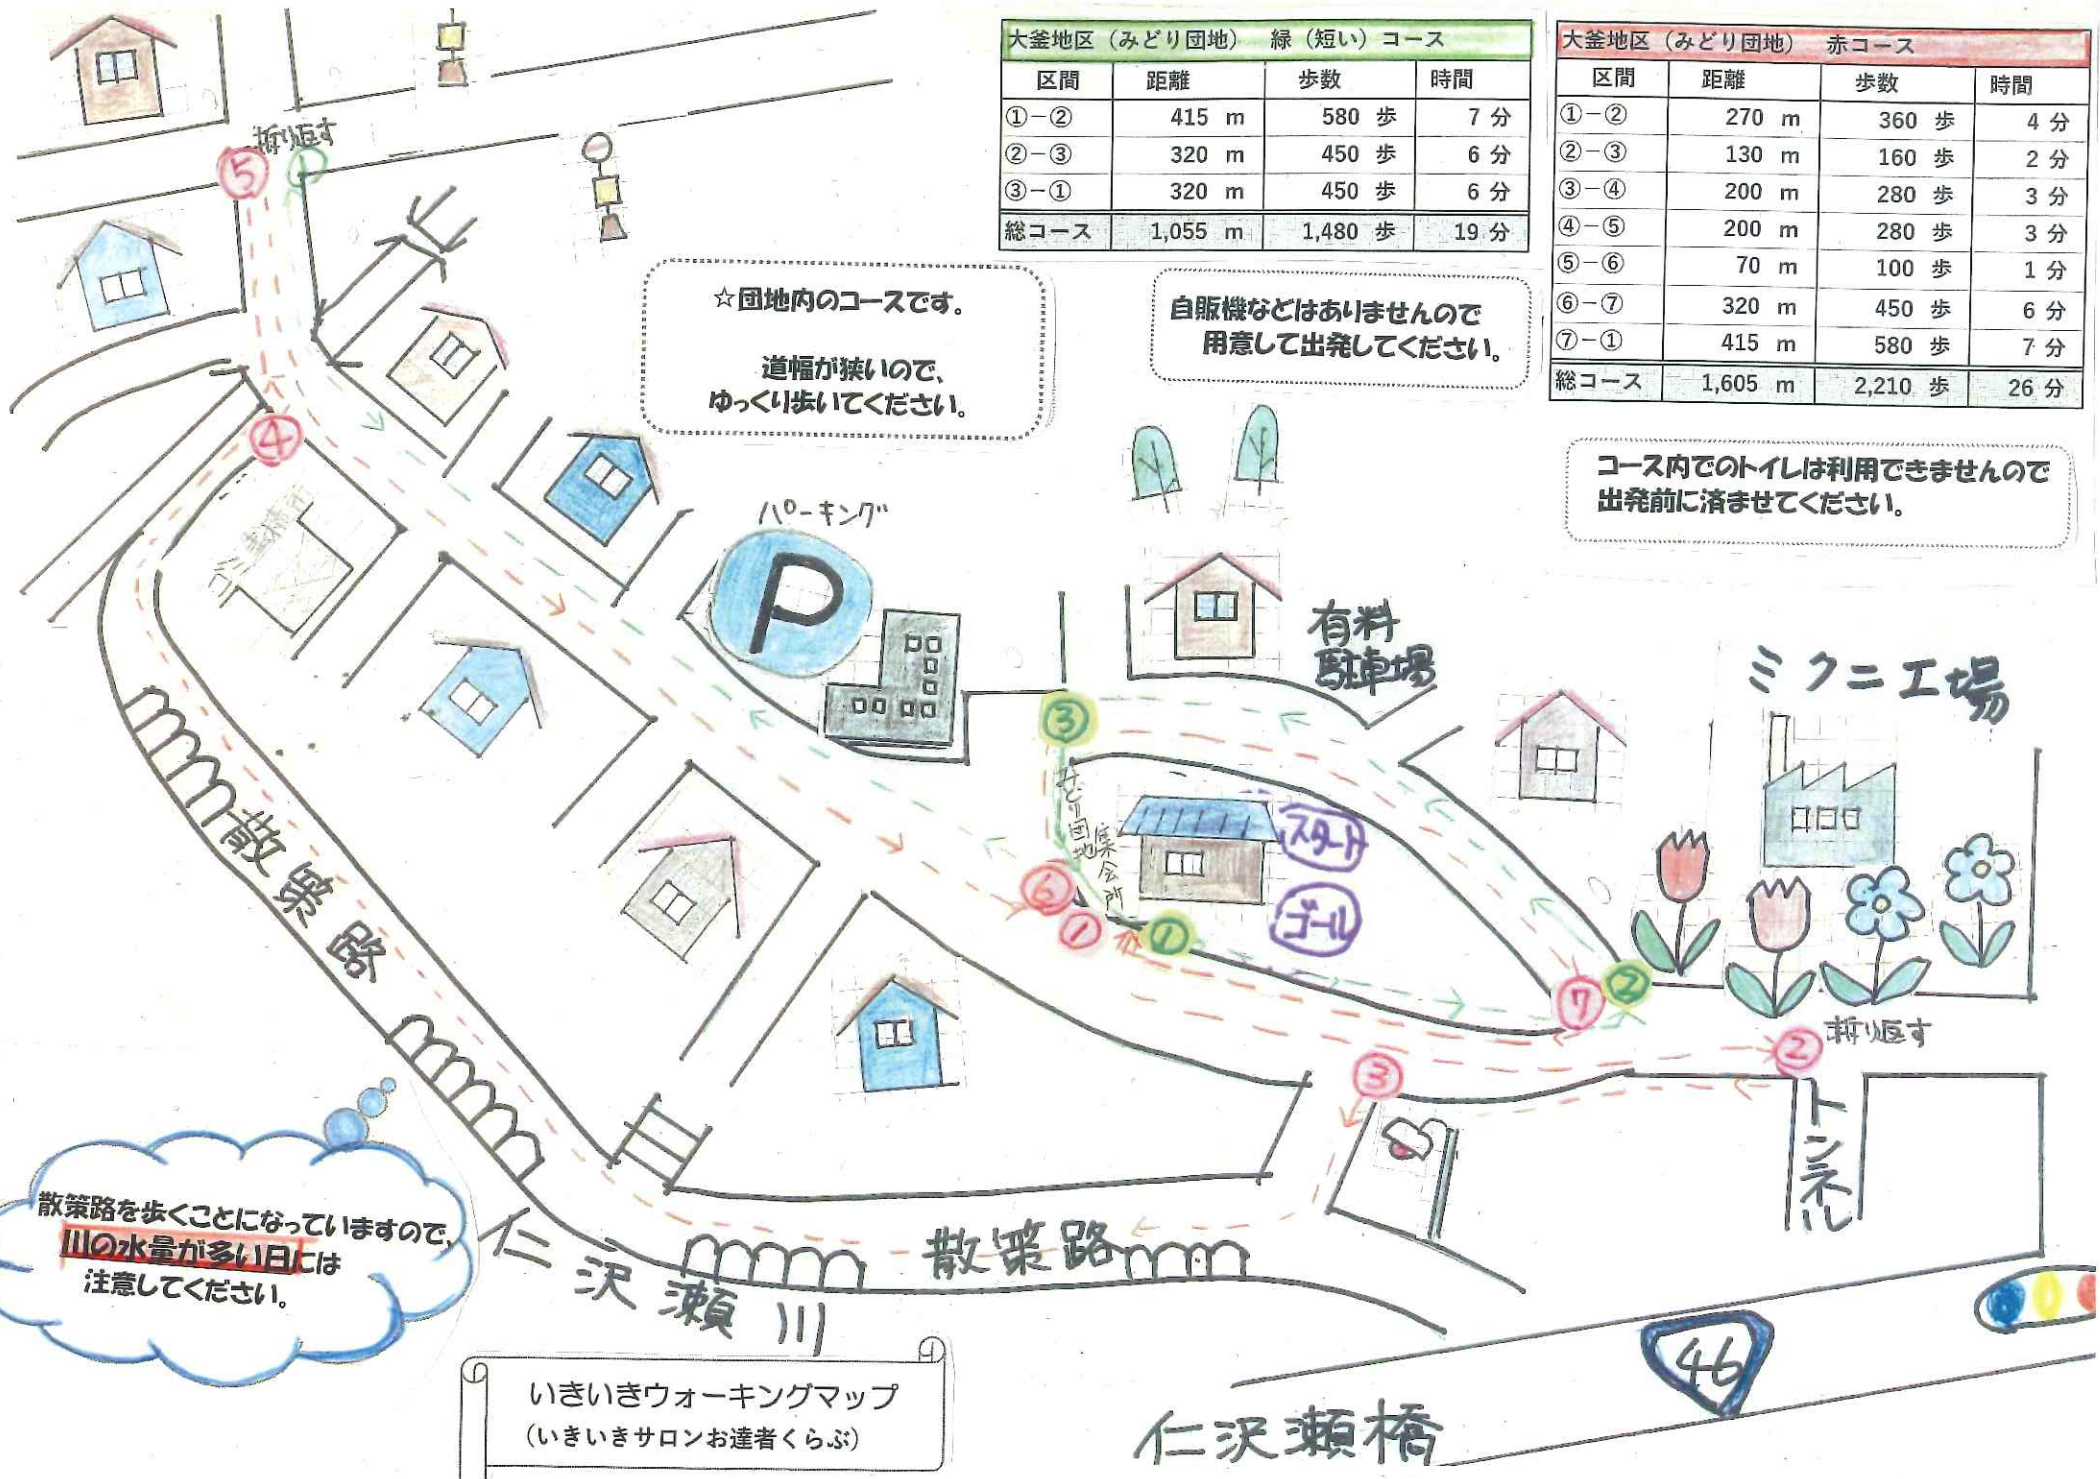 大釜地区（みどり団地）　緑（短い）コース
区間 距離 歩数 時間
①－② 415 m 580 歩 7 分
②－③ 320 m 450 歩 6 分
③－① 320 m 450 歩 6 分
総コース 1,055 m 1,480 歩 19 分
大釜地区（みどり団地）　赤コース
区間 距離 歩数 時間
①－② 270 m 360 歩 4 分
②－③ 130 m 160 歩 2 分
③－④ 200 m 280 歩 3 分
④－⑤ 200 m 280 歩 3 分
⑤－⑥ 70 m 100 歩 1 分
⑥－⑦ 320 m 450 歩 6 分
⑦－① 415 m 580 歩 7 分
総コース 1,605 m 2,210 歩 26 分
☆団地内のコースです。
道幅が狭いので、
ゆっくり歩いてください。
自販機などはありませんので
用意して出発してください。
コース内でのトイレは利用できませんので
出発前に済ませてください。
折り返す
⑤
④
パーキング
P
有料
駐車場
ミクニ工場
③
みどり団地
集会所
スタート
ゴール
⑥
①
①
⑦
②
②
折り返す
③
トンネル
散策路
散策路
仁沢瀬川
散策路を歩くことになっていますので、
川の水量が多い日には
注意してください。
46
仁沢瀬橋
いきいきウォーキングマップ
（いきいきサロンお達者くらぶ）